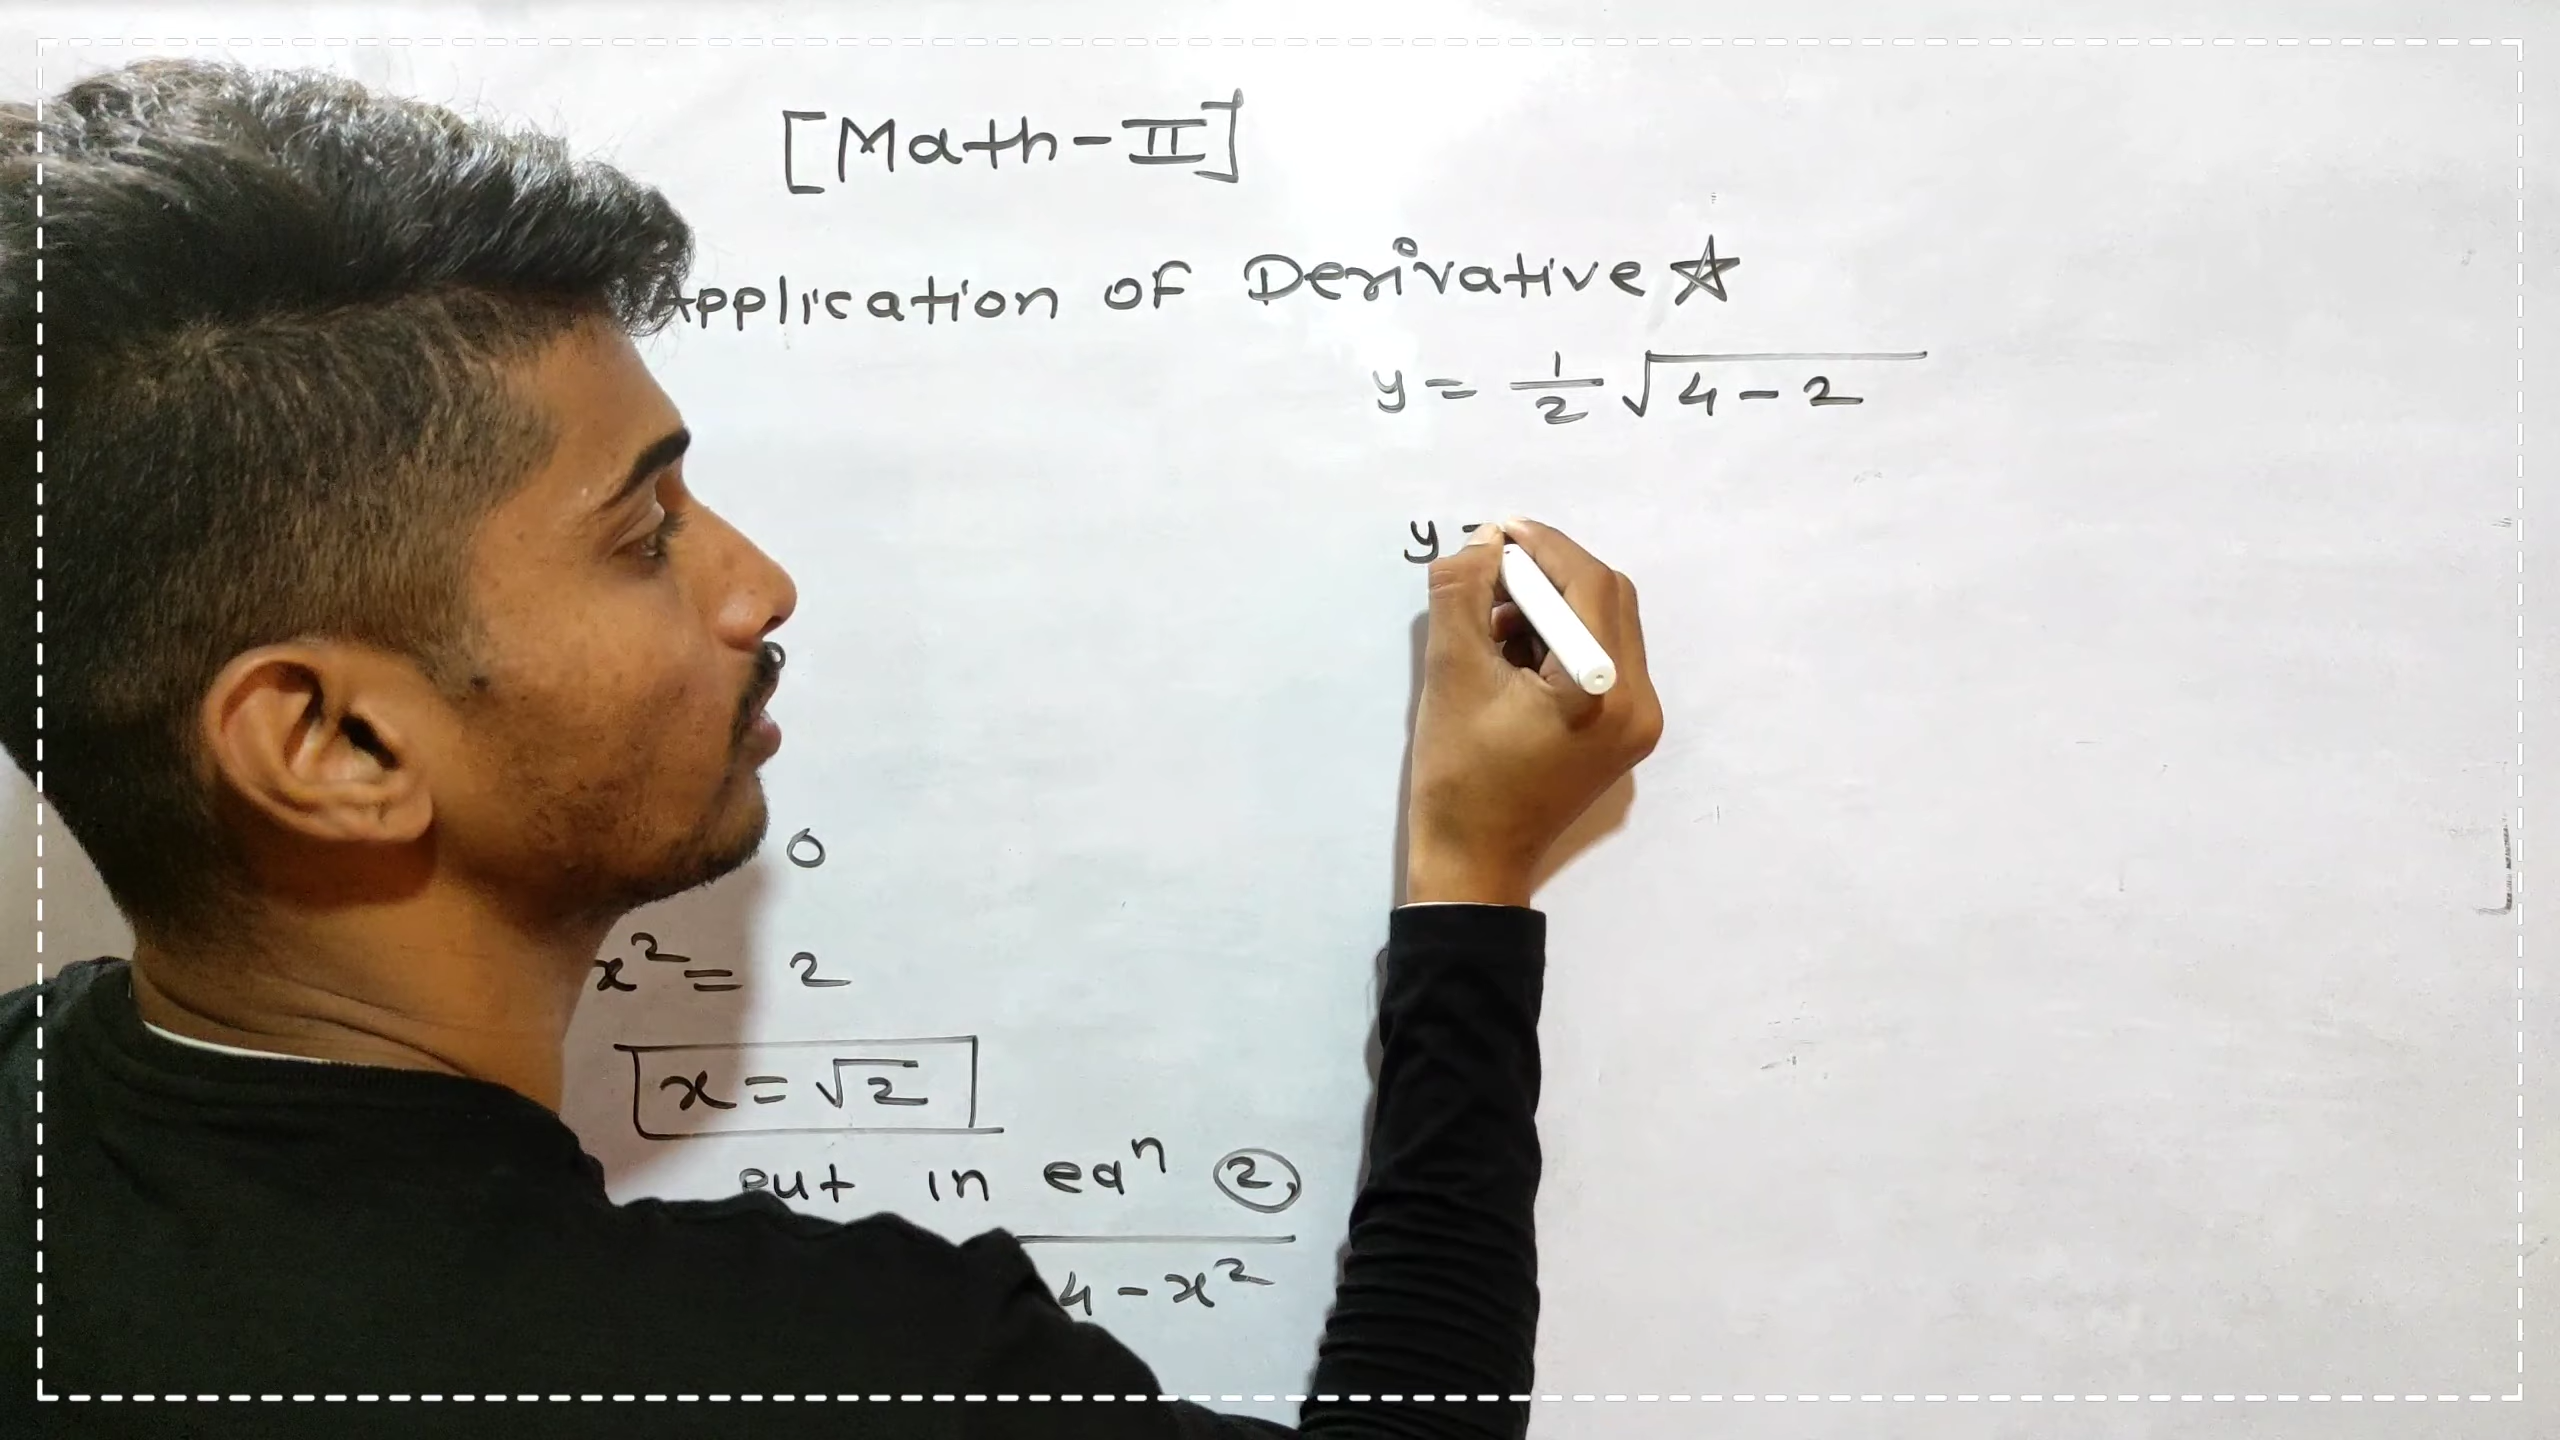 [Math-II]
Application of Derivative ☆
y = 1/2 √(4-2)
y =
0
x² = 2
x = √2
put in eqⁿ ②
4-x²